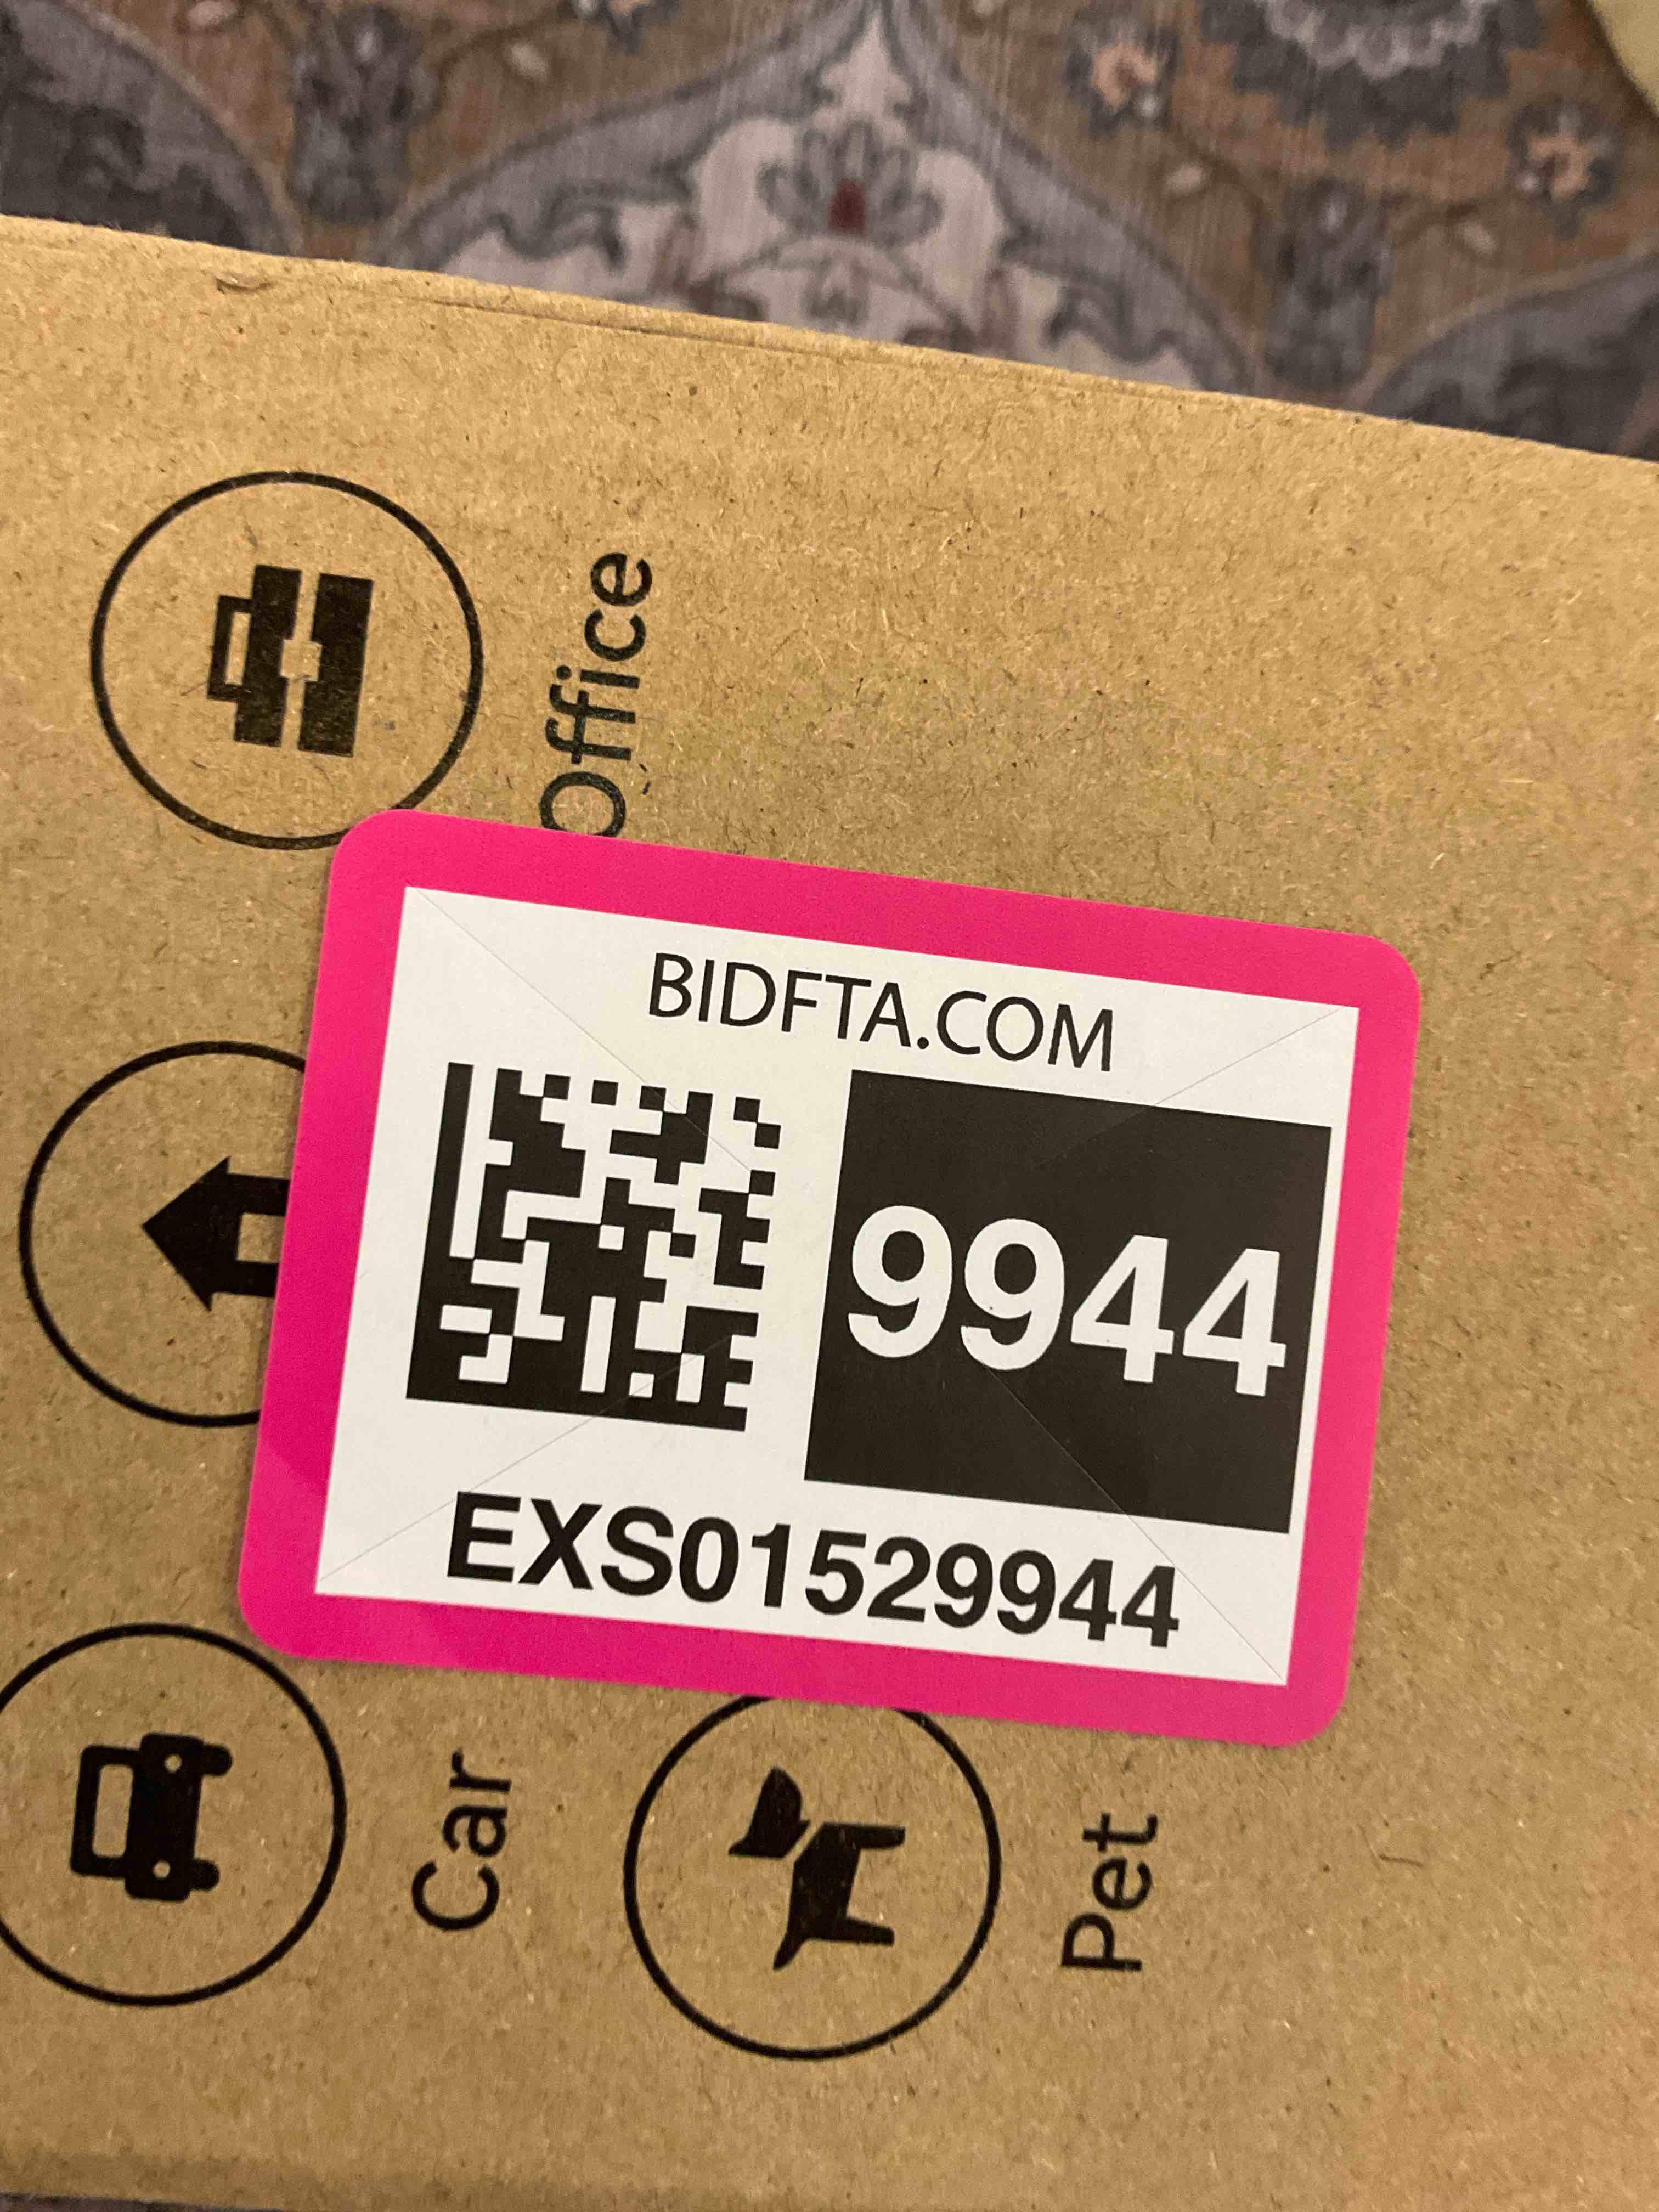 Office
BIDFTA.COM
9944
EXS01529944
Car
Pet